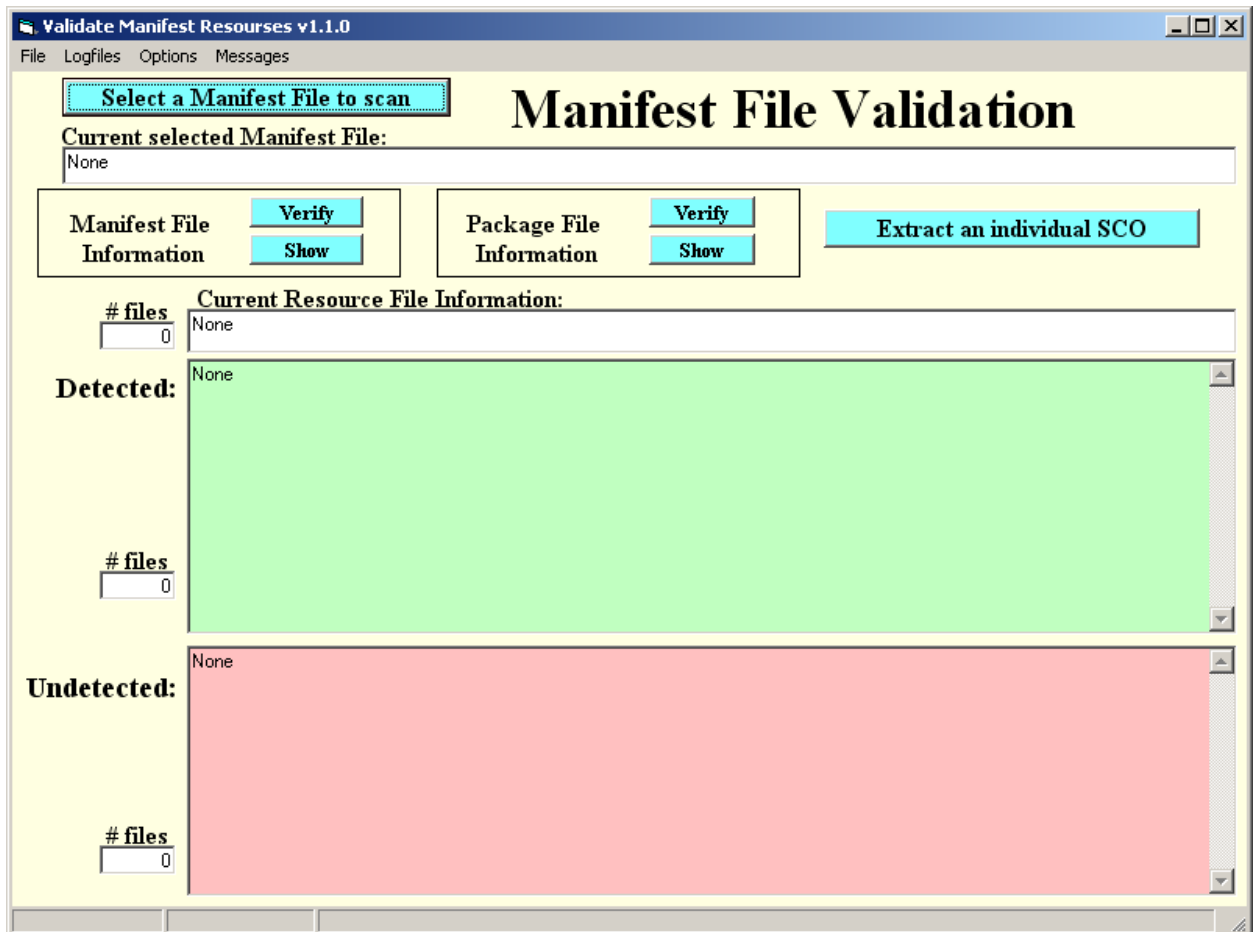 Validate Manifest Resourses v1.1.0
File Logfiles Options Messages
Select a Manifest File to scan
Manifest File Validation
Current selected Manifest File:
None
Manifest File
Information
Verify
Show
Package File
Information
Verify
Show
Extract an individual SCO
# files
0
Current Resource File Information:
None
Detected:
None
# files
0
Undetected:
None
# files
0